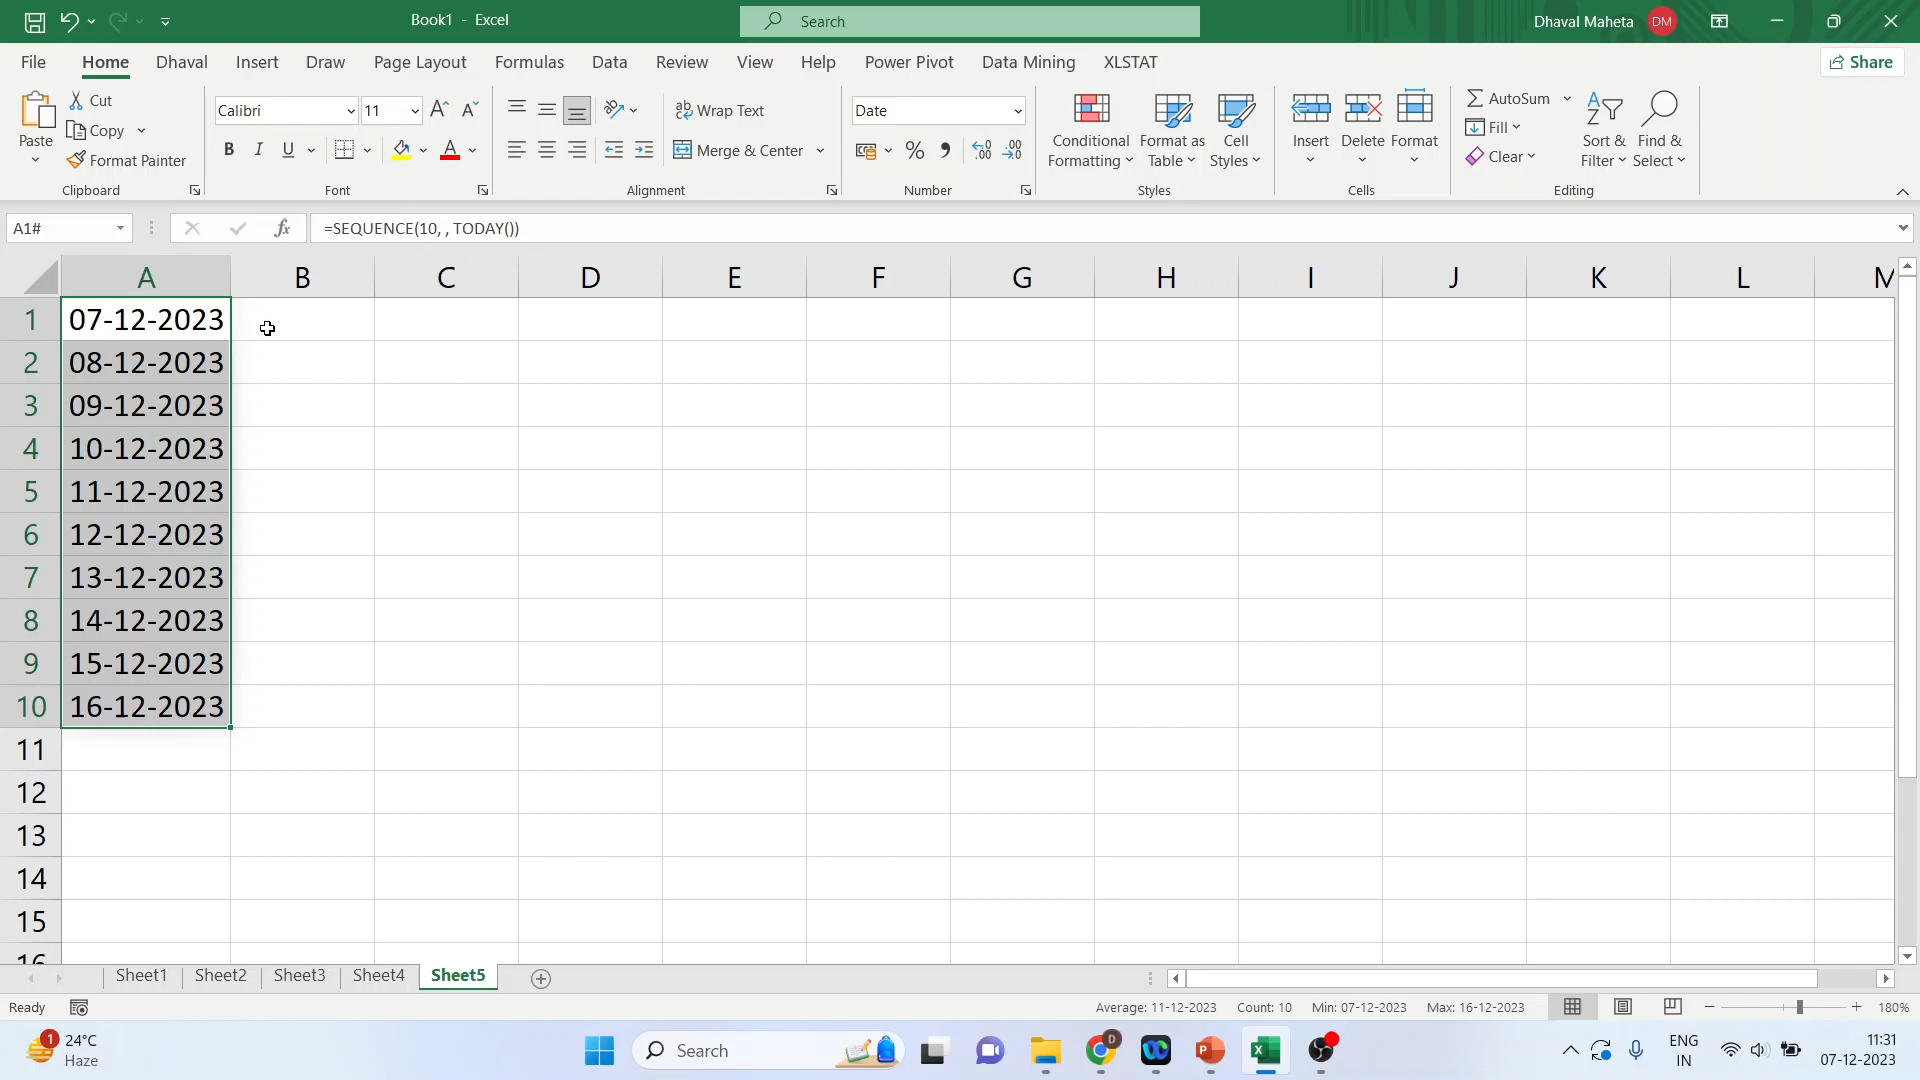 Book1 - Excel
Search
Dhaval Maheta
DM
File Home Dhaval Insert Draw Page Layout Formulas Data Review View Help Power Pivot Data Mining XLSTAT
Share
Paste
Cut
Copy
Format Painter
Clipboard
Calibri
11
B I U
A
Font
Wrap Text
Merge & Center
Alignment
Date
%
Number
Conditional Formatting
Format as Table
Cell Styles
Styles
Insert
Delete
Format
Cells
AutoSum
Fill
Clear
Sort & Filter
Find & Select
Editing
A1#
fx
=SEQUENCE(10, , TODAY())
A B C D E F G H I J K L M
1 07-12-2023
2 08-12-2023
3 09-12-2023
4 10-12-2023
5 11-12-2023
6 12-12-2023
7 13-12-2023
8 14-12-2023
9 15-12-2023
10 16-12-2023
11
12
13
14
15
16
Sheet1 Sheet2 Sheet3 Sheet4 Sheet5
Ready
Average: 11-12-2023 Count: 10 Min: 07-12-2023 Max: 16-12-2023
180%
1
24°C
Haze
Search
D
ENG
IN
11:31
07-12-2023